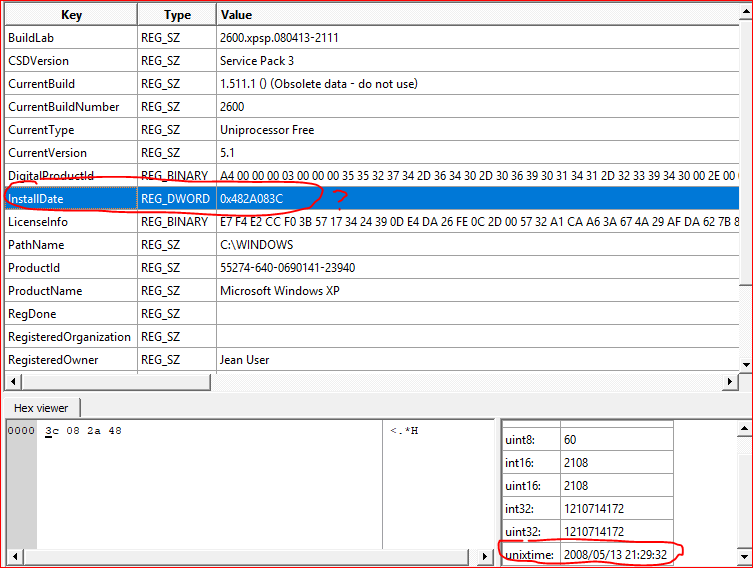 Key Type Value
BuildLab REG_SZ 2600.xpsp.080413-2111
CSDVersion REG_SZ Service Pack 3
CurrentBuild REG_SZ 1.511.1 () (Obsolete data - do not use)
CurrentBuildNumber REG_SZ 2600
CurrentType REG_SZ Uniprocessor Free
CurrentVersion REG_SZ 5.1
DigitalProductId REG_BINARY A4 00 00 00 03 00 00 00 35 35 32 37 34 2D 36 34 30 2D 30 36 39 30 31 34 31 2D 32 33 39 34 30 00 2E 00
InstallDate REG_DWORD 0x482A083C ?
LicenseInfo REG_BINARY E7 F4 E2 CC F0 3B 57 17 34 24 39 0D E4 DA 26 FE 0C 2D 00 57 32 A1 CA A6 3A 67 4A 29 AF DA 62 7B 8
PathName REG_SZ C:\WINDOWS
ProductId REG_SZ 55274-640-0690141-23940
ProductName REG_SZ Microsoft Windows XP
RegDone REG_SZ
RegisteredOrganization REG_SZ
RegisteredOwner REG_SZ Jean User
Hex viewer
0000 3c 08 2a 48 <.*H
uint8: 60
int16: 2108
uint16: 2108
int32: 1210714172
uint32: 1210714172
unixtime: 2008/05/13 21:29:32